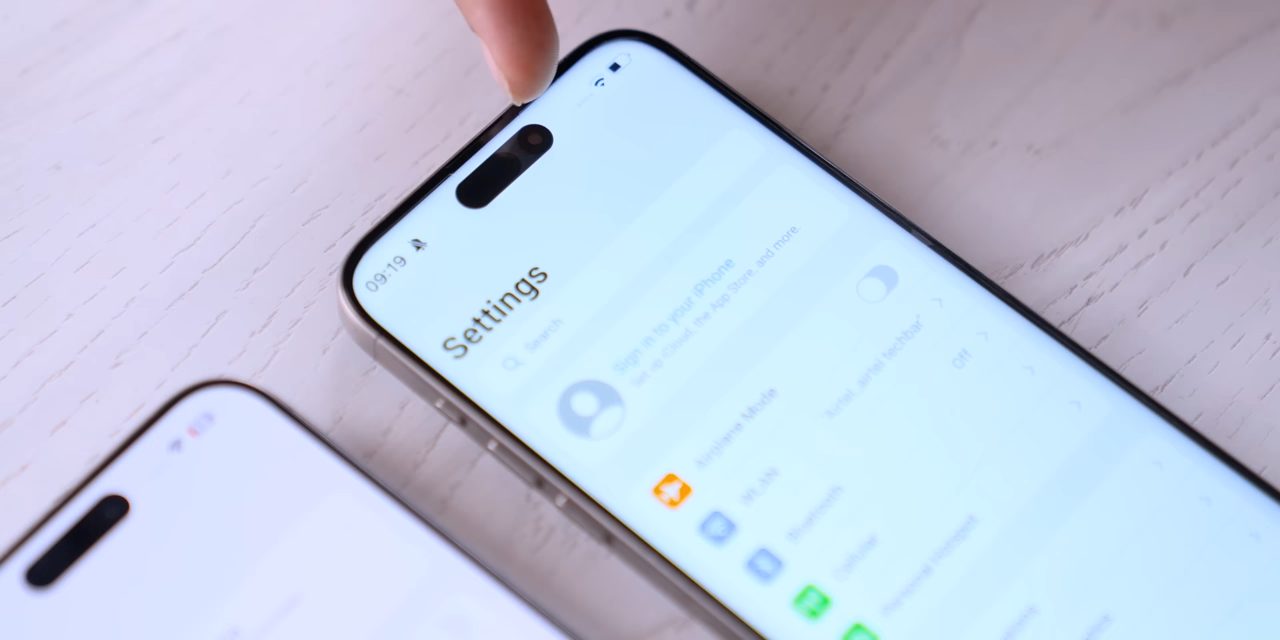 09:19
Settings
Search
Sign in to your iPhone
Set up iCloud, the App Store, and more.
Airplane Mode
WLAN
Bluetooth
Off
Cellular
Personal Hotspot